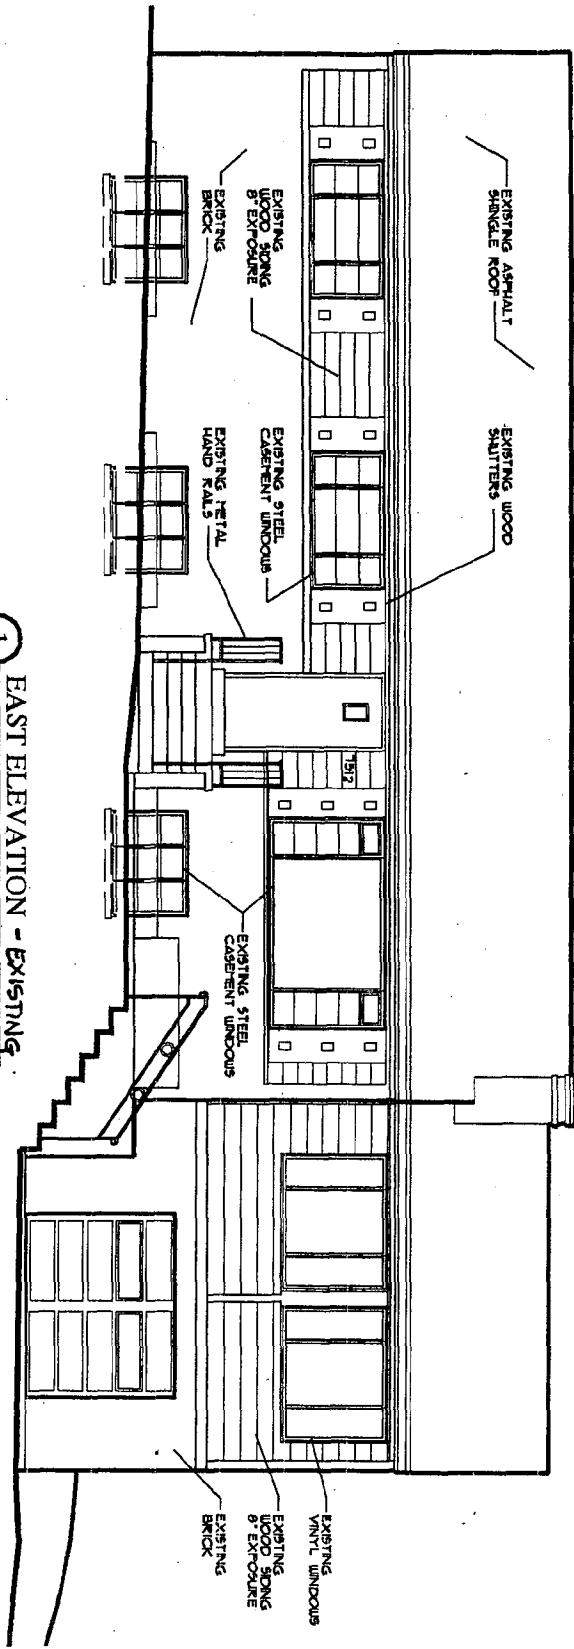 EXISTING ASPHALT
SHINGLE ROOF
EXISTING WOOD
SHUTTERS
EXISTING
WOOD SIDING
8" EXPOSURE
EXISTING
BRICK
EXISTING STEEL
CASEMENT WINDOWS
EXISTING METAL
HAND RAILS
7512
EXISTING STEEL
CASEMENT WINDOWS
EXISTING
VINYL WINDOWS
EXISTING
WOOD SIDING
8" EXPOSURE
EXISTING
BRICK
1 EAST ELEVATION - EXISTING